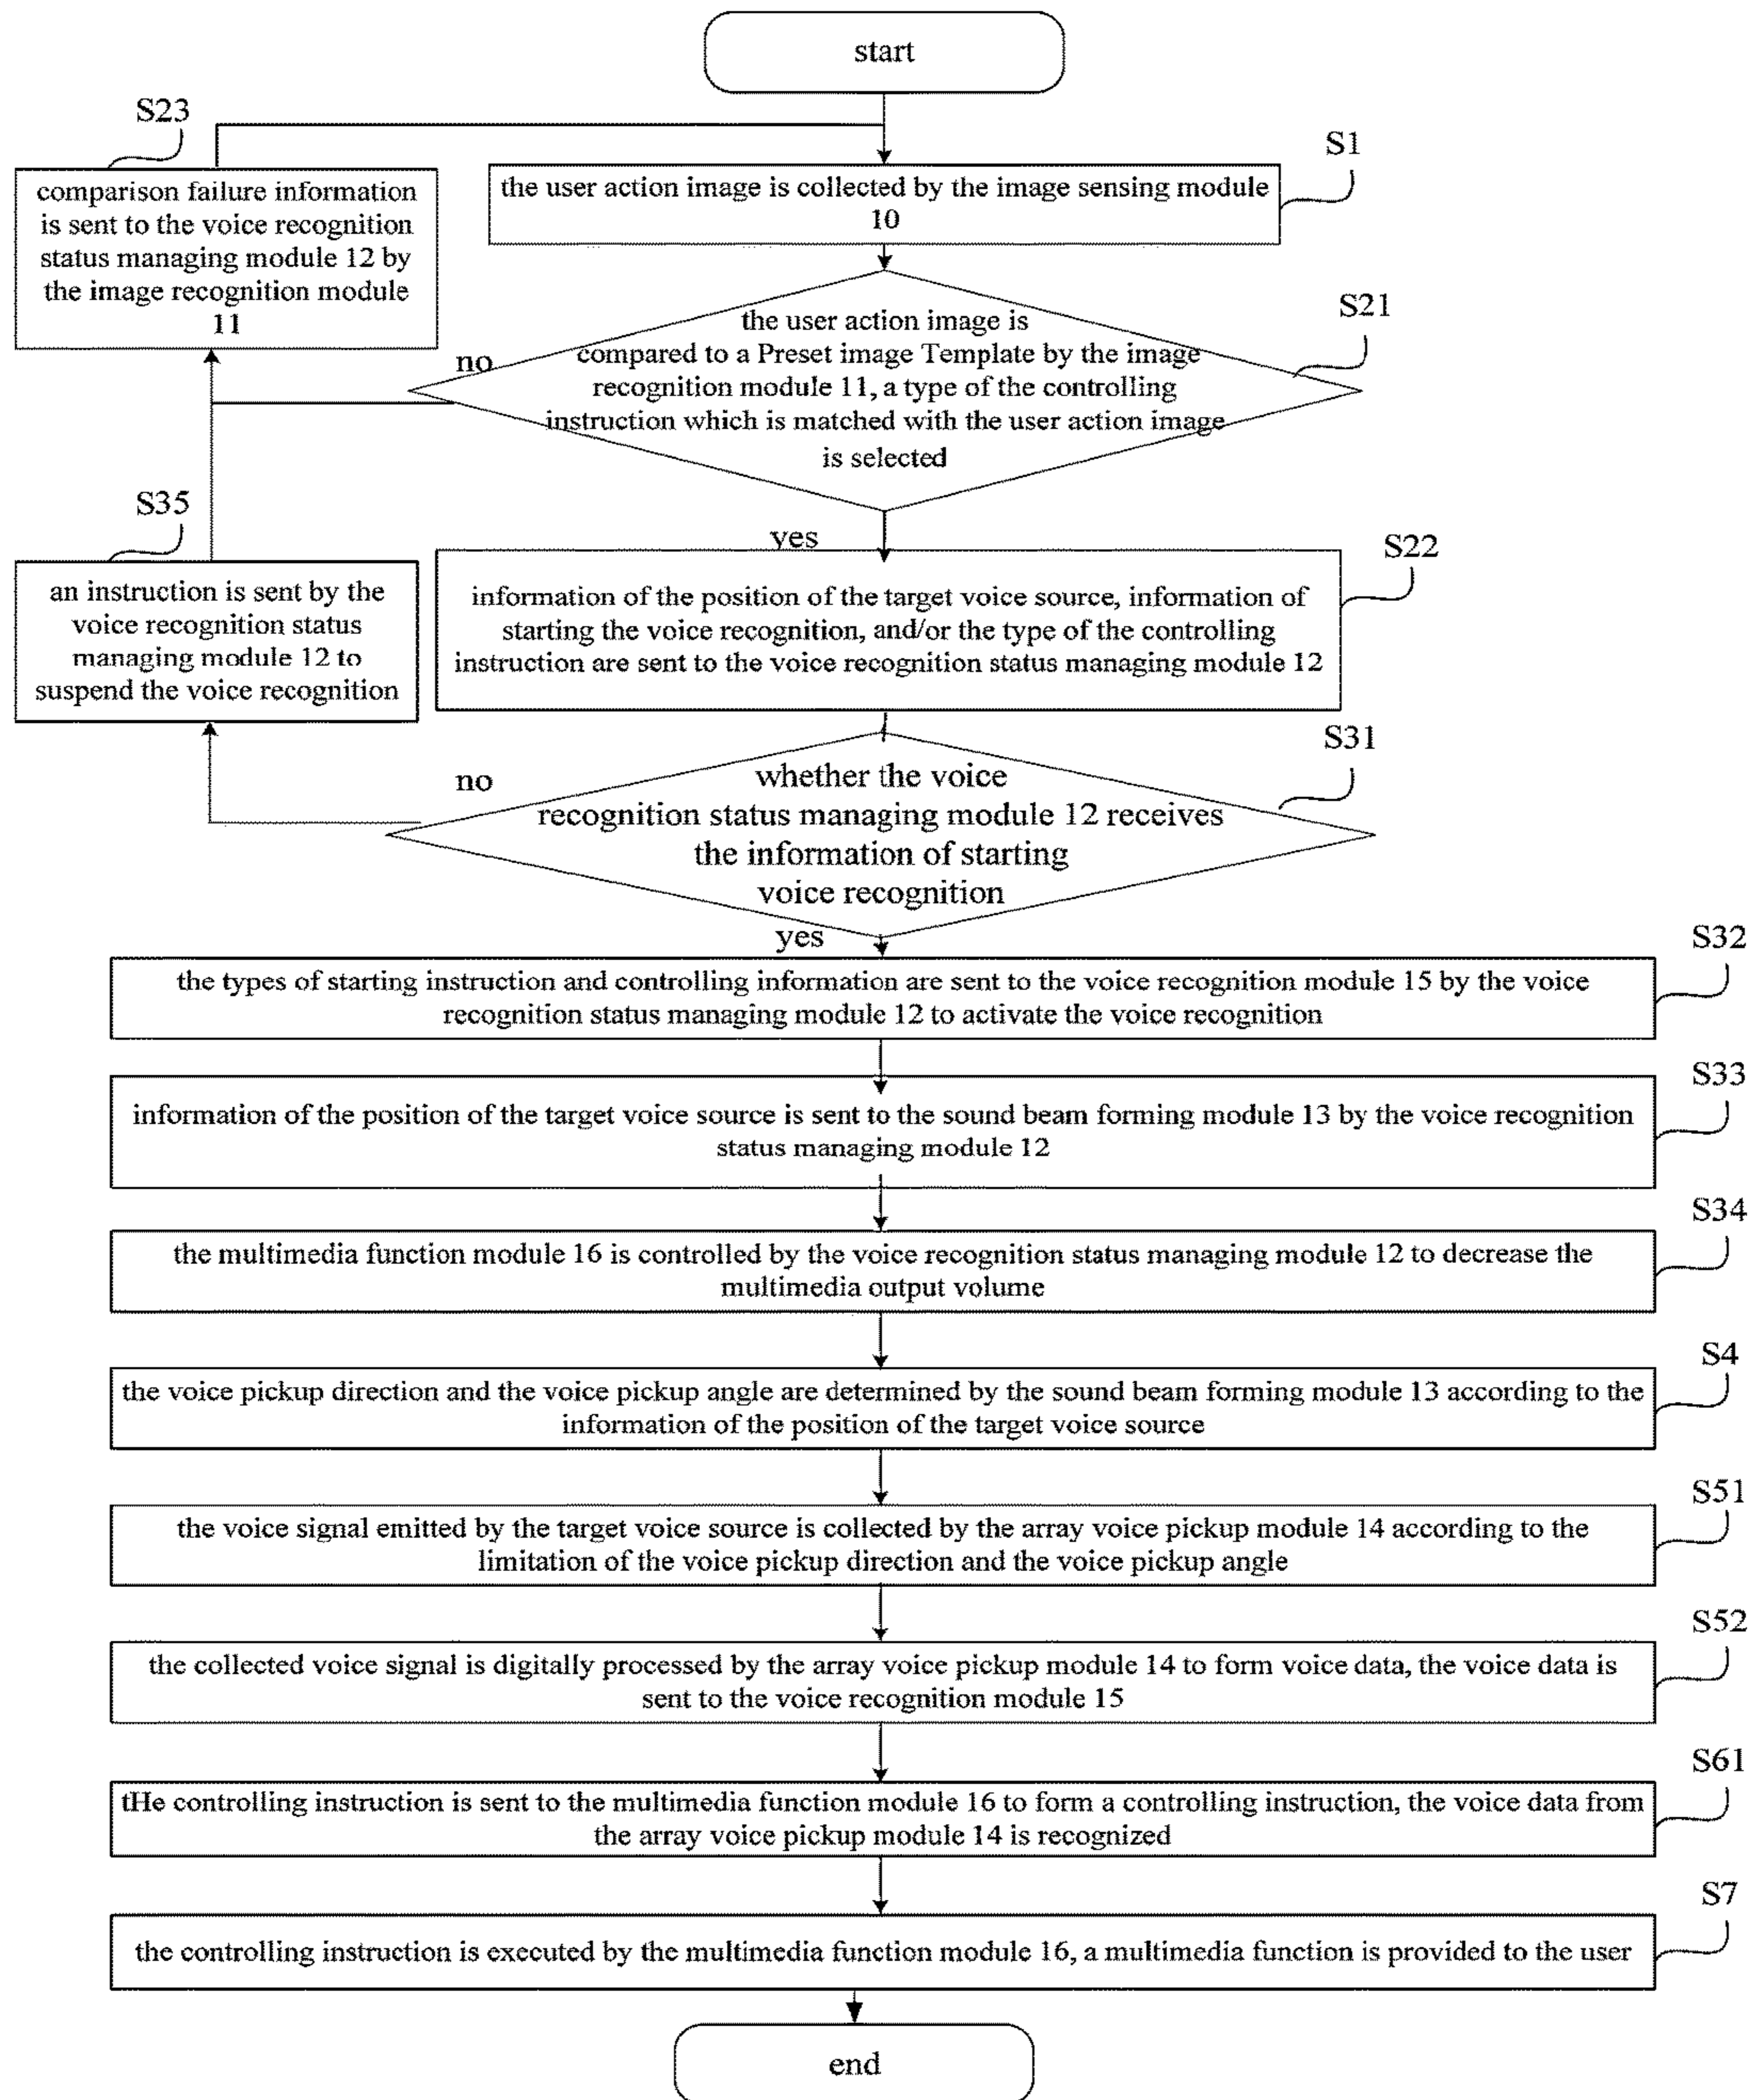 start
S23
S1
comparison failure information
is sent to the voice recognition
status managing module 12 by
the image recognition module
11
the user action image is collected by the image sensing module
10
S21
the user action image is
compared to a Preset image Template by the image
recognition module 11, a type of the controlling
instruction which is matched with the user action image
is selected
no
S35
yes
S22
an instruction is sent by the
voice recognition status
managing module 12 to
suspend the voice recognition
information of the position of the target voice source, information of
starting the voice recognition, and/or the type of the controlling
instruction are sent to the voice recognition status managing module 12
S31
no
whether the voice
recognition status managing module 12 receives
the information of starting
voice recognition
yes
S32
the types of starting instruction and controlling information are sent to the voice recognition module 15 by the voice
recognition status managing module 12 to activate the voice recognition
S33
information of the position of the target voice source is sent to the sound beam forming module 13 by the voice recognition
status managing module 12
S34
the multimedia function module 16 is controlled by the voice recognition status managing module 12 to decrease the
multimedia output volume
S4
the voice pickup direction and the voice pickup angle are determined by the sound beam forming module 13 according to the
information of the position of the target voice source
S51
the voice signal emitted by the target voice source is collected by the array voice pickup module 14 according to the
limitation of the voice pickup direction and the voice pickup angle
S52
the collected voice signal is digitally processed by the array voice pickup module 14 to form voice data, the voice data is
sent to the voice recognition module 15
S61
tHe controlling instruction is sent to the multimedia function module 16 to form a controlling instruction, the voice data from
the array voice pickup module 14 is recognized
S7
the controlling instruction is executed by the multimedia function module 16, a multimedia function is provided to the user
end